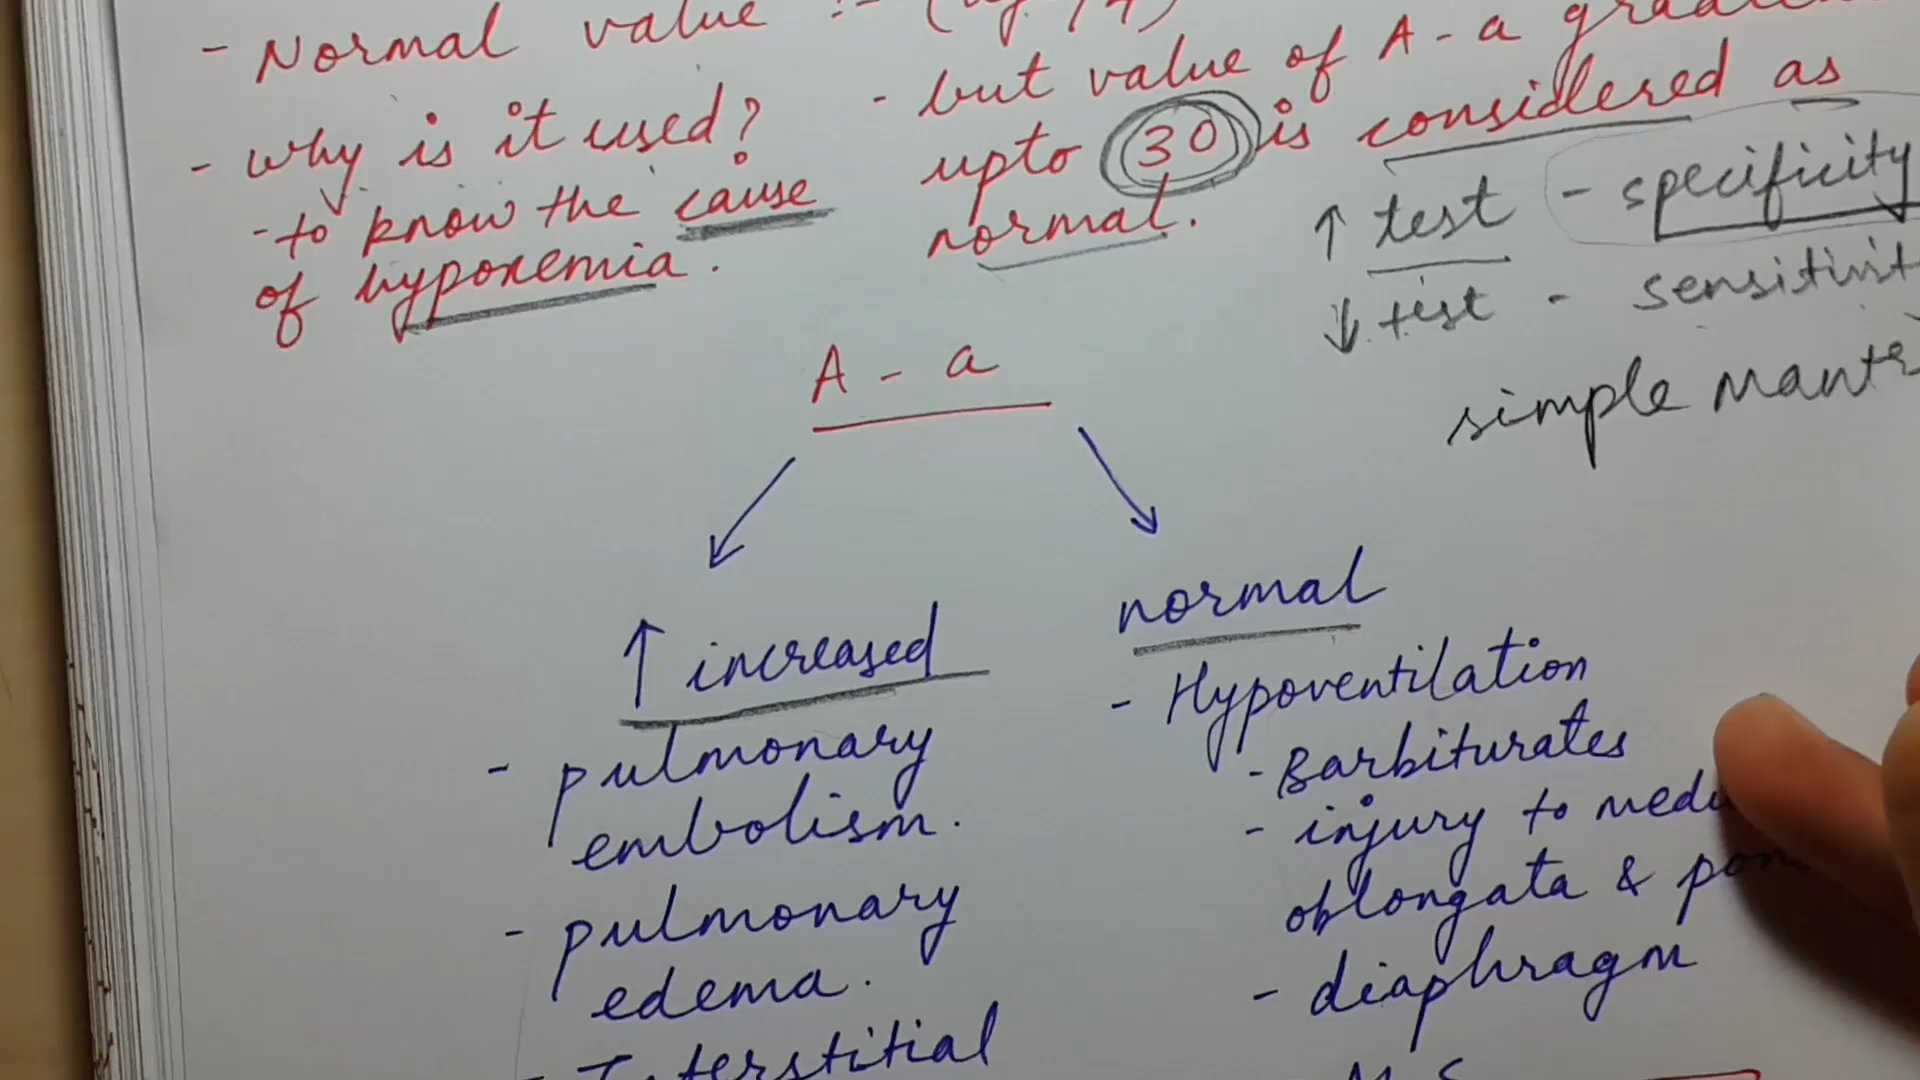 - Normal value :-
- why is it used?
- to know the cause
of hypoxemia.
- but value of A - a
upto 30 is considered as
normal.
↑ test - specificity
↓ test -
simple
A - a
↑ increased
- pulmonary
embolism.
- pulmonary
edema.
- Interstitial
normal
- Hypoventilation
- Barbiturates
- injury to
oblongata &
- diaphragm